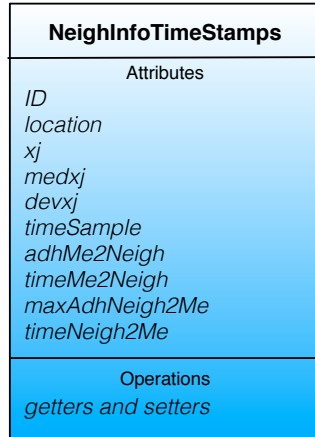 NeighInfoTimeStamps
Attributes
ID
location
xj
medxj
devxj
timeSample
adhMe2Neigh
timeMe2Neigh
maxAdhNeigh2Me
timeNeigh2Me
Operations
getters and setters